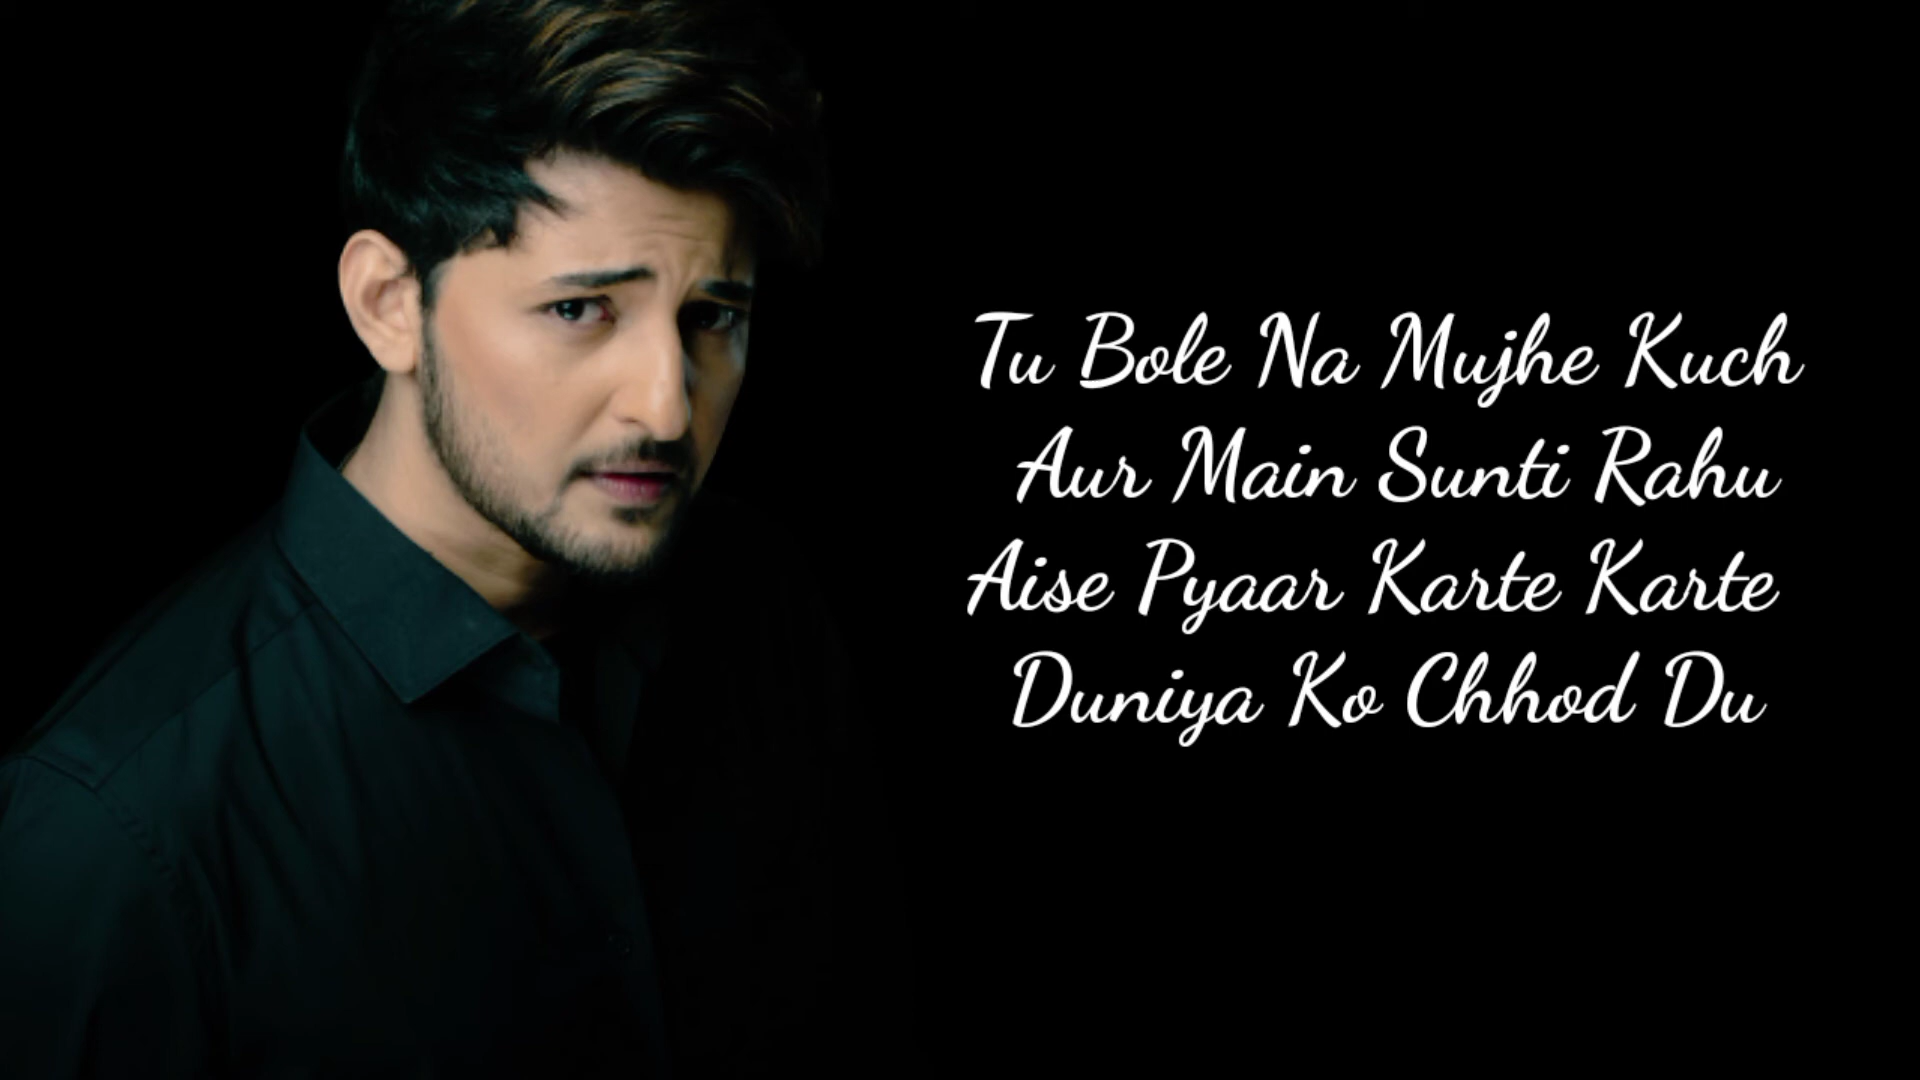 Tu Bole Na Mujhe Kuch
Aur Main Sunti Rahu
Aise Pyaar Karte Karte
Duniya Ko Chhod Du